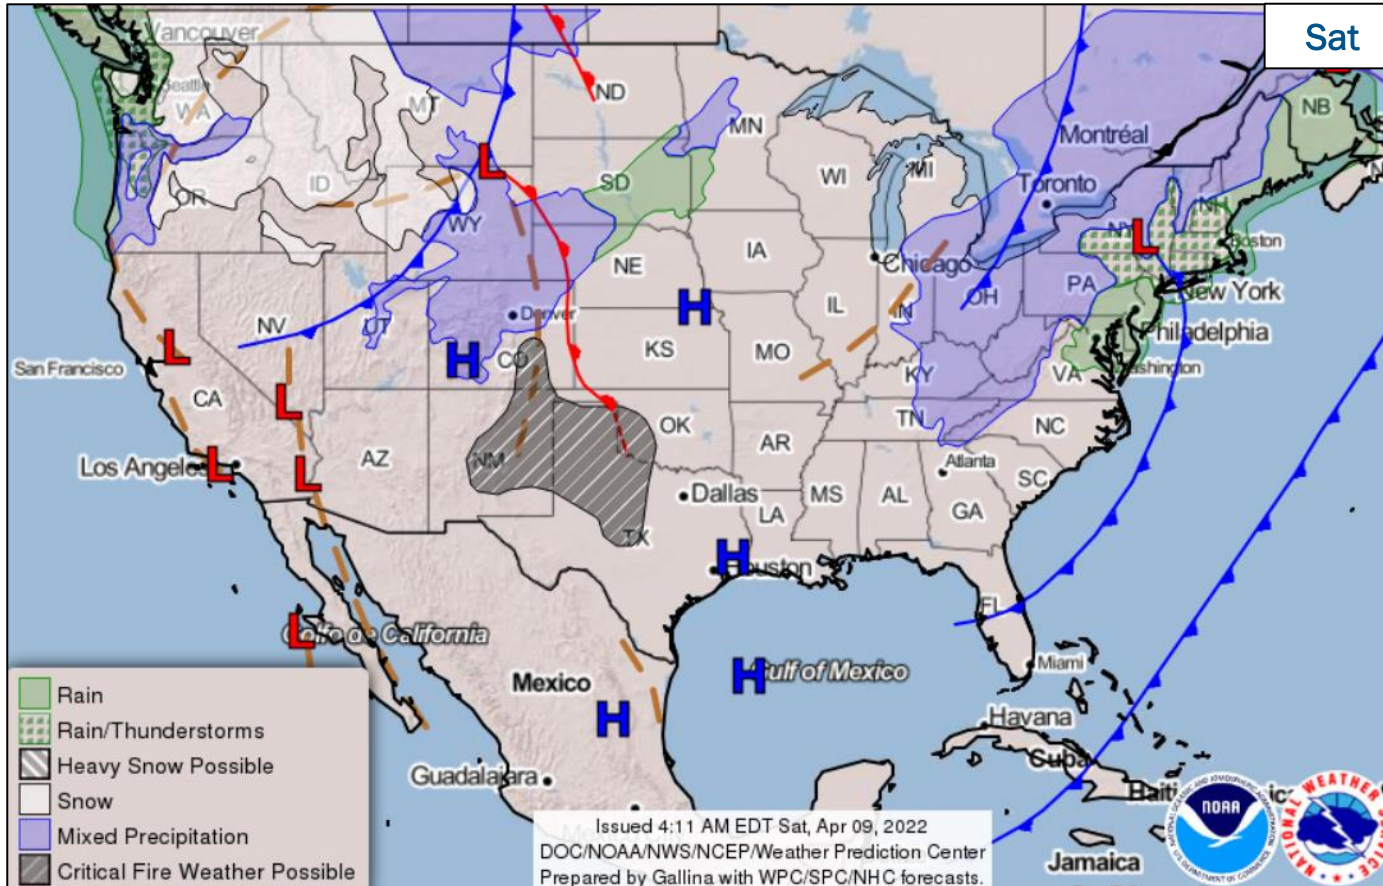 Sat
Vancouver
Seattle
WA
MT
ND
MN
Montréal
NB
OR
ID
SD
WI
MI
Toronto
L
WY
L
NY
NH
Boston
NE
IA
Chicago
PA
New York
NV
UT
Denver
H
IL
IN
OH
Philadelphia
San Francisco
L
H
CO
KS
MO
KY
VA
Washington
CA
L
OK
TN
NC
Los Angeles
L
L
AZ
NM
AR
Atlanta
SC
Dallas
LA
MS
AL
GA
TX
H
Houston
FL
L
Golfo de California
H
Gulf of Mexico
Miami
Mexico
H
Havana
Cuba
Guadalajara
Jamaica
Rain
Rain/Thunderstorms
Heavy Snow Possible
Snow
Mixed Precipitation
Critical Fire Weather Possible
Issued 4:11 AM EDT Sat, Apr 09, 2022
DOC/NOAA/NWS/NCEP/Weather Prediction Center
Prepared by Gallina with WPC/SPC/NHC forecasts.
NOAA